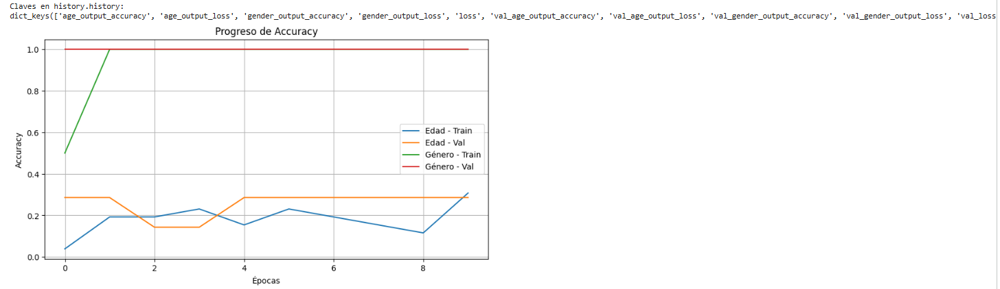 Claves en history.history:
dict_keys(['age_output_accuracy', 'age_output_loss', 'gender_output_accuracy', 'gender_output_loss', 'loss', 'val_age_output_accuracy', 'val_age_output_loss', 'val_gender_output_accuracy', 'val_gender_output_loss', 'val_loss
Progreso de Accuracy
1.0
0.8
0.6
0.4
0.2
0.0
Accuracy
Edad - Train
Edad - Val
Género - Train
Género - Val
0 2 4 6 8
Épocas